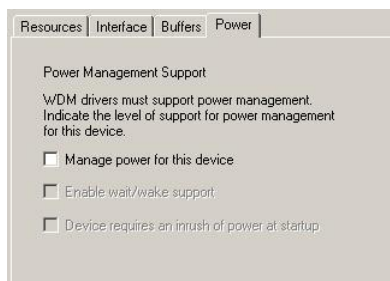 Resources Interface Buffers Power
Power Management Support
WDM drivers must support power management.
Indicate the level of support for power management
for this device.
Manage power for this device
Enable wait/wake support
Device requires an inrush of power at startup